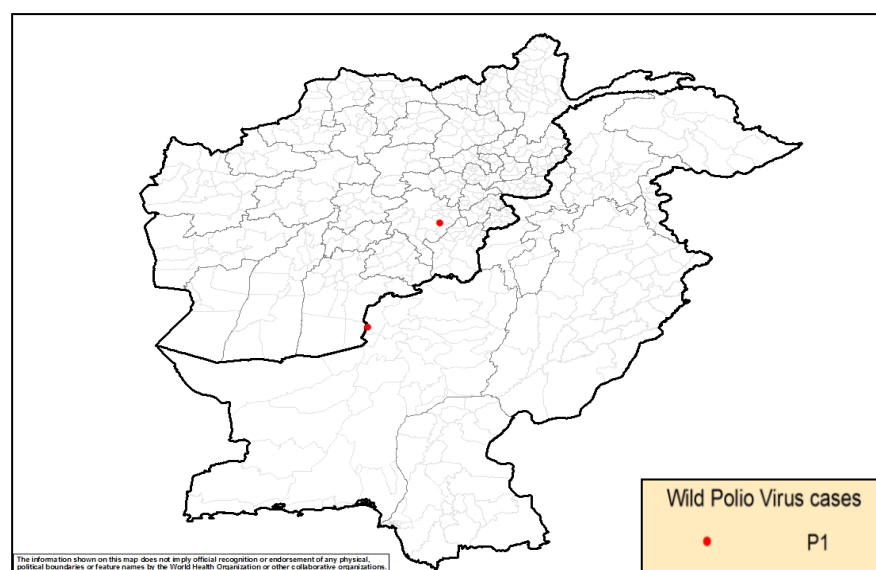 Wild Polio Virus cases
P1
The information shown on this map does not imply official recognition or endorsement of any physical,
political boundaries or feature names by the World Health Organization or other collaborative organizations.